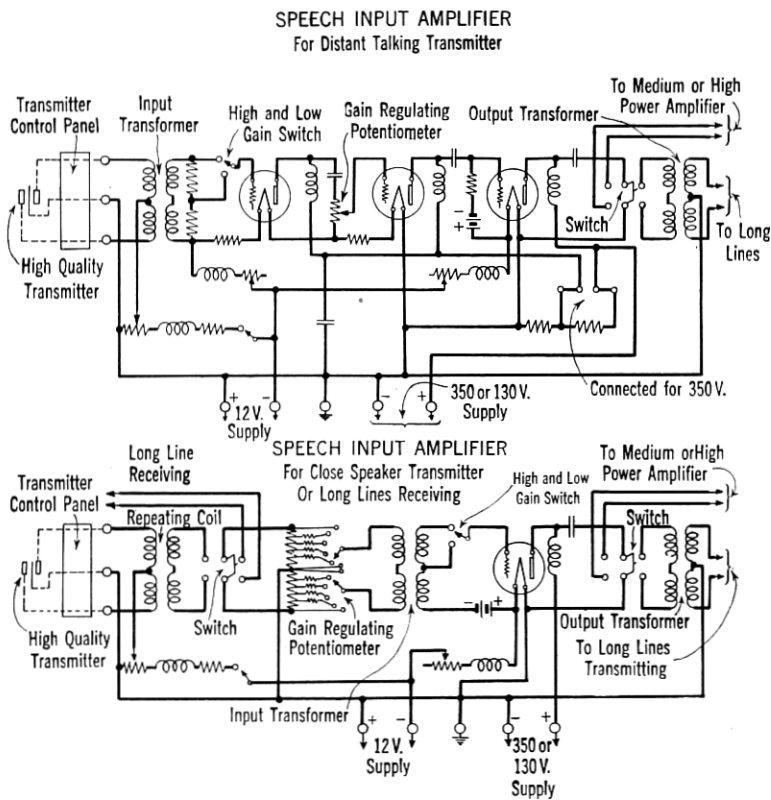 SPEECH INPUT AMPLIFIER
For Distant Talking Transmitter
Transmitter
Control Panel
Input
Transformer
High and Low
Gain Switch
Gain Regulating
Potentiometer
Output Transformer
To Medium or High
Power Amplifier
High Quality
Transmitter
Switch
To Long
Lines
+
-
12 V.
Supply
-
+
350 or 130 V.
Supply
Connected for 350 V.
-
+
SPEECH INPUT AMPLIFIER
For Close Speaker Transmitter
Or Long Lines Receiving
Long Line
Receiving
Transmitter
Control Panel
Repeating Coil
High and Low
Gain Switch
To Medium or High
Power Amplifier
Switch
High Quality
Transmitter
Switch
Gain Regulating
Potentiometer
- +
Output Transformer
To Long Lines
Transmitting
Input Transformer
+
-
12 V.
Supply
-
+
350 or
130 V.
Supply